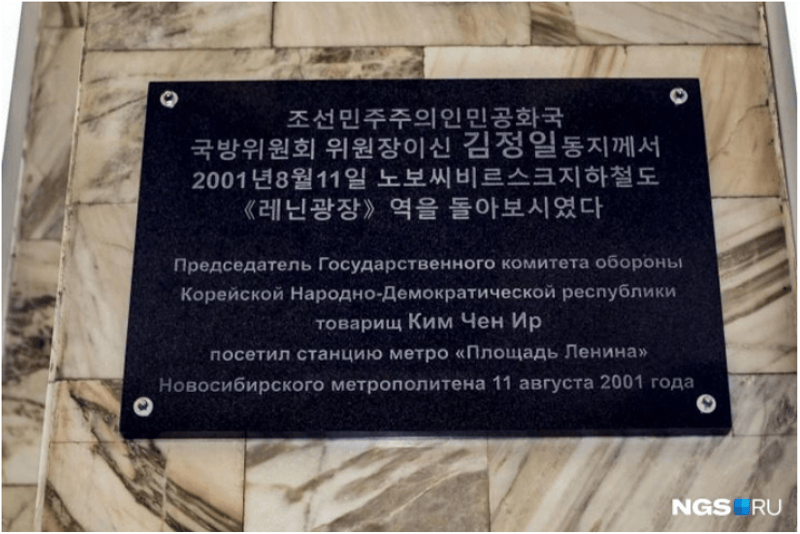 조선민주주의인민공화국
국방위원회 위원장이신 김정일동지께서
2001년8월11일 노보씨비르스크지하철도
《레닌광장》 역을 돌아보시였다
Председатель Государственного комитета обороны
Корейской Народно-Демократической республики
товарищ Ким Чен Ир
посетил станцию метро «Площадь Ленина»
Новосибирского метрополитена 11 августа 2001 года
NGS RU